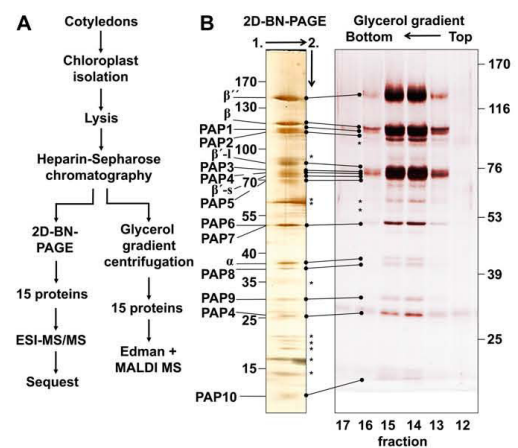 A
Cotyledons
Chloroplast
isolation
Lysis
Heparin-Sepharose
chromatography
2D-BN-
PAGE
15 proteins
ESI-MS/MS
Sequest
Glycerol
gradient
centrifugation
15 proteins
Edman +
MALDI MS
B
2D-BN-PAGE
1.
2.
Glycerol gradient
Bottom
Top
170
130
100
70
55
40
35
25
15
β´´
β
PAP1
PAP2
β´-l
PAP3
PAP4
β´-s
PAP5
PAP6
PAP7
α
PAP8
PAP9
PAP4
PAP10
*
*
*
*
*
*
*
*
*
*
*
*
170
116
76
53
39
25
17 16 15 14 13 12
fraction